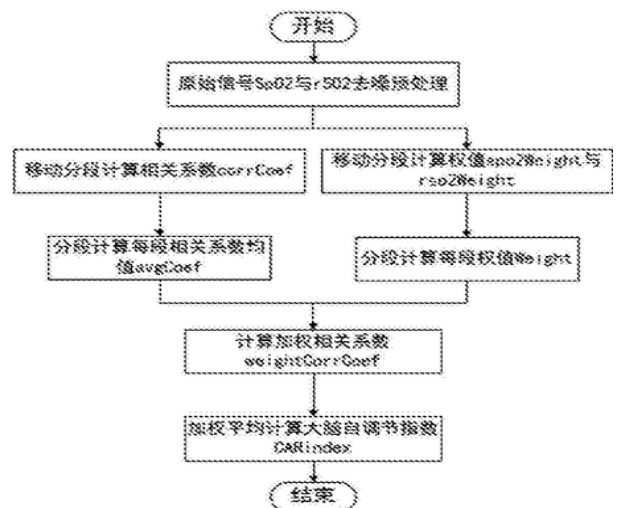 开始
原始信号SpO2与rSO2去噪预处理
移动分段计算相关系数corrCoef
移动分段计算权值spo2Weight与
rso2Weight
分段计算每段相关系数均
值avgCoef
分段计算每段权值Weight
计算加权相关系数
weightCorrCoef
加权平均计算大脑自调节指数
CARindex
结束